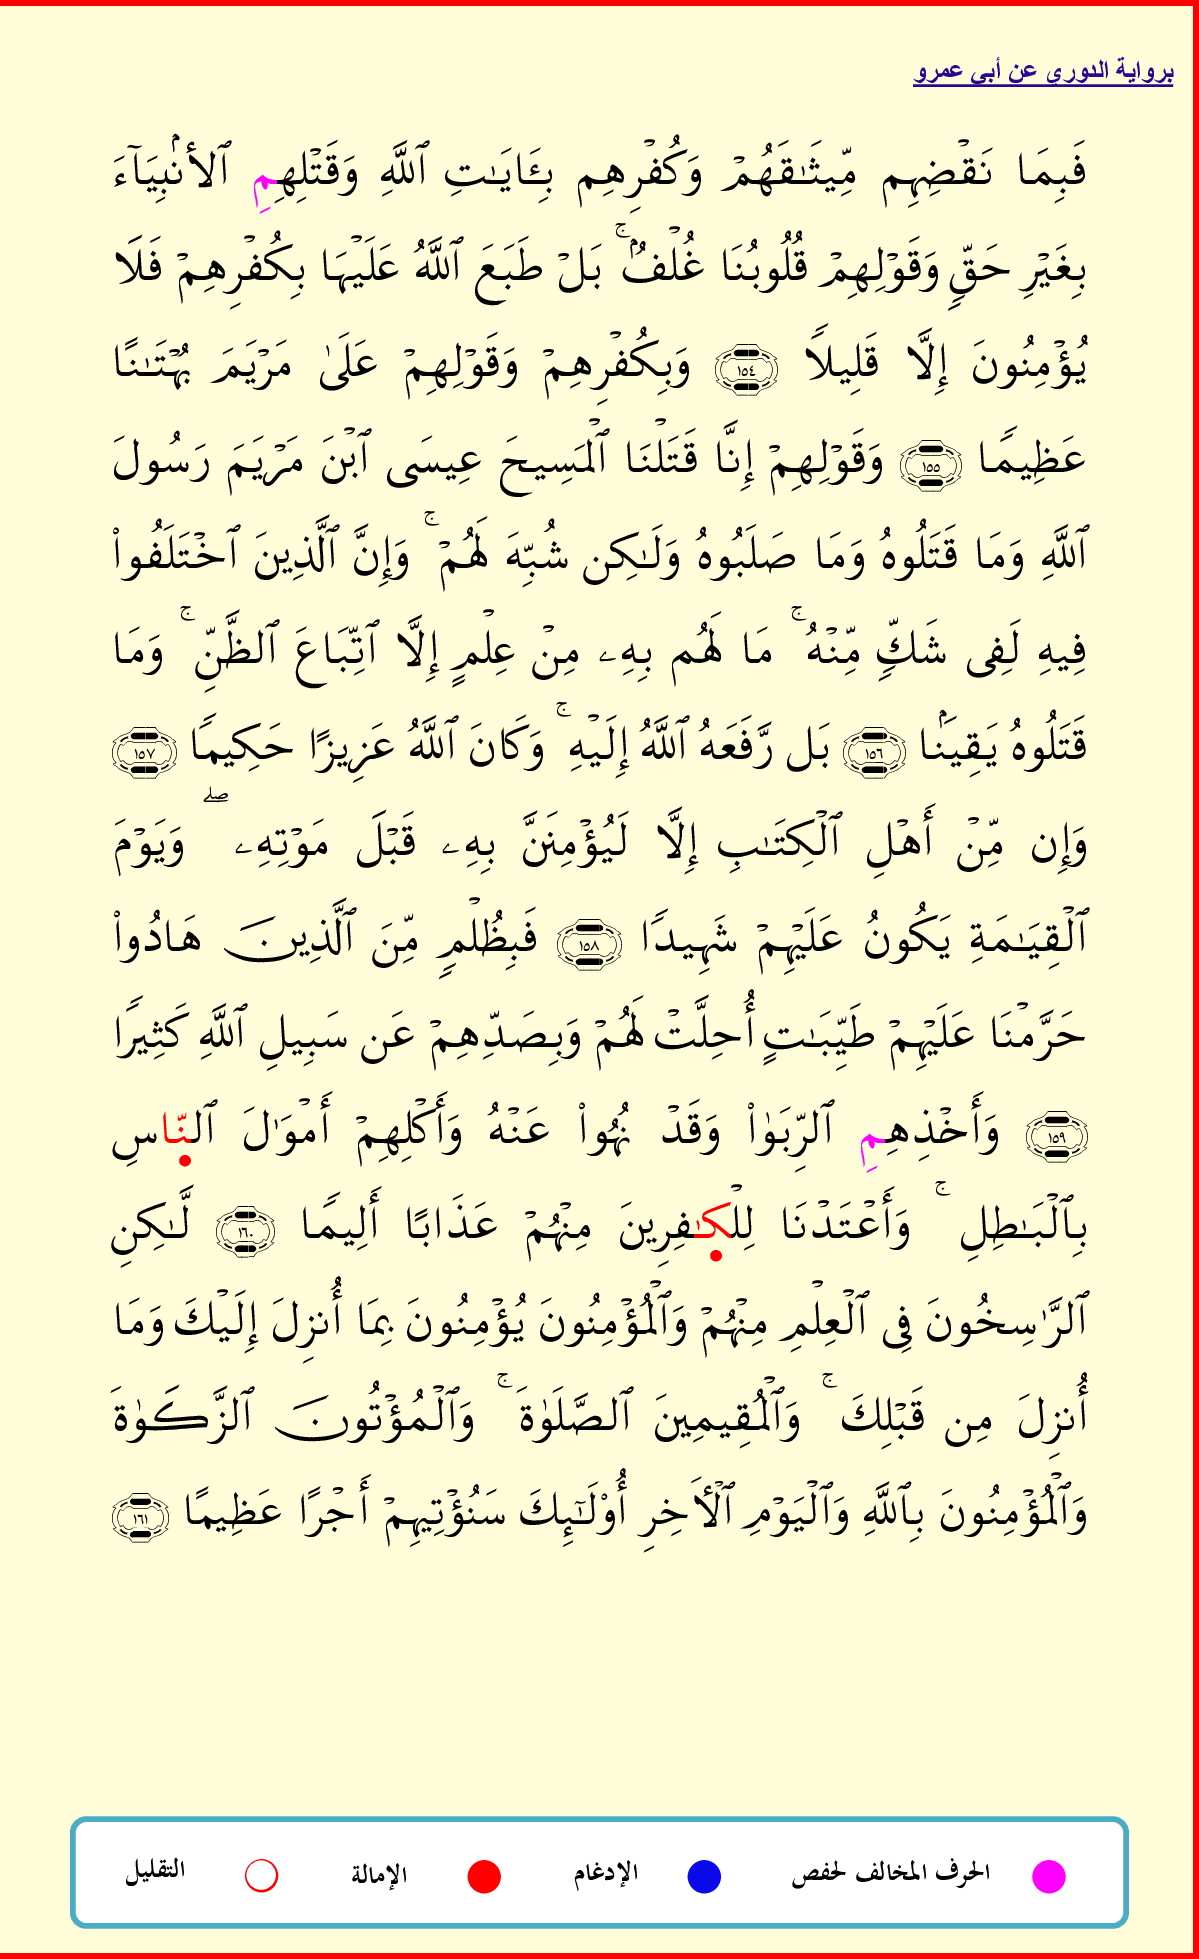 برواية الدوري عن أبي عمرو
فَبِمَا نَقْضِهِم مِّيثَـٰقَهُمْ وَكُفْرِهِم بِـَٔايَـٰتِ ٱللَّهِ وَقَتْلِهِمِ ٱلْأَنۢبِيَآءَ
بِغَيْرِ حَقٍّ وَقَوْلِهِمْ قُلُوبُنَا غُلْفُۢ ۚ بَلْ طَبَعَ ٱللَّهُ عَلَيْهَا بِكُفْرِهِمْ فَلَا
يُؤْمِنُونَ إِلَّا قَلِيلًا ١٥٤ وَبِكُفْرِهِمْ وَقَوْلِهِمْ عَلَىٰ مَرْيَمَ بُهْتَـٰنًا
عَظِيمًا ١٥٥ وَقَوْلِهِمْ إِنَّا قَتَلْنَا ٱلْمَسِيحَ عِيسَى ٱبْنَ مَرْيَمَ رَسُولَ
ٱللَّهِ وَمَا قَتَلُوهُ وَمَا صَلَبُوهُ وَلَـٰكِن شُبِّهَ لَهُمْ ۚ وَإِنَّ ٱلَّذِينَ ٱخْتَلَفُوا۟
فِيهِ لَفِى شَكٍّ مِّنْهُ ۚ مَا لَهُم بِهِۦ مِنْ عِلْمٍ إِلَّا ٱتِّبَاعَ ٱلظَّنِّ ۚ وَمَا
قَتَلُوهُ يَقِينَۢا ١٥٦ بَل رَّفَعَهُ ٱللَّهُ إِلَيْهِ ۚ وَكَانَ ٱللَّهُ عَزِيزًا حَكِيمًا ١٥٧
وَإِن مِّنْ أَهْلِ ٱلْكِتَـٰبِ إِلَّا لَيُؤْمِنَنَّ بِهِۦ قَبْلَ مَوْتِهِۦ ۖ وَيَوْمَ
ٱلْقِيَـٰمَةِ يَكُونُ عَلَيْهِمْ شَهِيدًا ١٥٨ فَبِظُلْمٍ مِّنَ ٱلَّذِينَ هَادُوا۟
حَرَّمْنَا عَلَيْهِمْ طَيِّبَـٰتٍ أُحِلَّتْ لَهُمْ وَبِصَدِّهِمْ عَن سَبِيلِ ٱللَّهِ كَثِيرًا
١٥٩ وَأَخْذِهِمِ ٱلرِّبَوٰا۟ وَقَدْ نُهُوا۟ عَنْهُ وَأَكْلِهِمْ أَمْوَٰلَ ٱلنَّاسِ
بِٱلْبَـٰطِلِ ۚ وَأَعْتَدْنَا لِلْكَـٰفِرِينَ مِنْهُمْ عَذَابًا أَلِيمًا ١٦٠ لَّـٰكِنِ
ٱلرَّٰسِخُونَ فِى ٱلْعِلْمِ مِنْهُمْ وَٱلْمُؤْمِنُونَ يُؤْمِنُونَ بِمَا أُنزِلَ إِلَيْكَ وَمَا
أُنزِلَ مِن قَبْلِكَ ۚ وَٱلْمُقِيمِينَ ٱلصَّلَوٰةَ ۚ وَٱلْمُؤْتُونَ ٱلزَّكَوٰةَ
وَٱلْمُؤْمِنُونَ بِٱللَّهِ وَٱلْيَوْمِ ٱلْأَخِرِ أُو۟لَـٰٓئِكَ سَنُؤْتِيهِمْ أَجْرًا عَظِيمًا ١٦١
الحرف المخالف لحفص الإدغام الإمالة التقليل